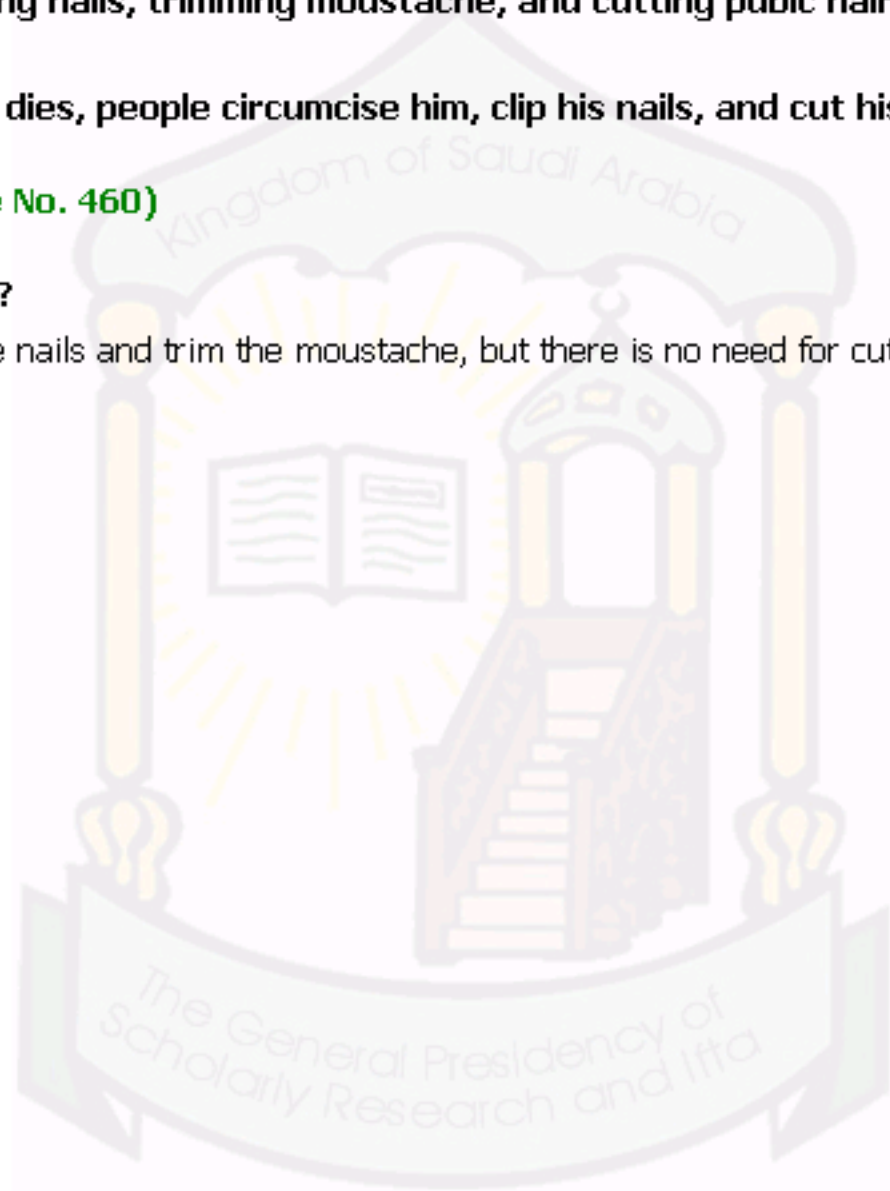 ng nails, trimming moustache, and cutting pubic hair
dies, people circumcise him, clip his nails, and cut his
Kingdom of Saudi Arabia
e No. 460)
?
e nails and trim the moustache, but there is no need for cut
The General Presidency of
Scholarly Research and Ifta